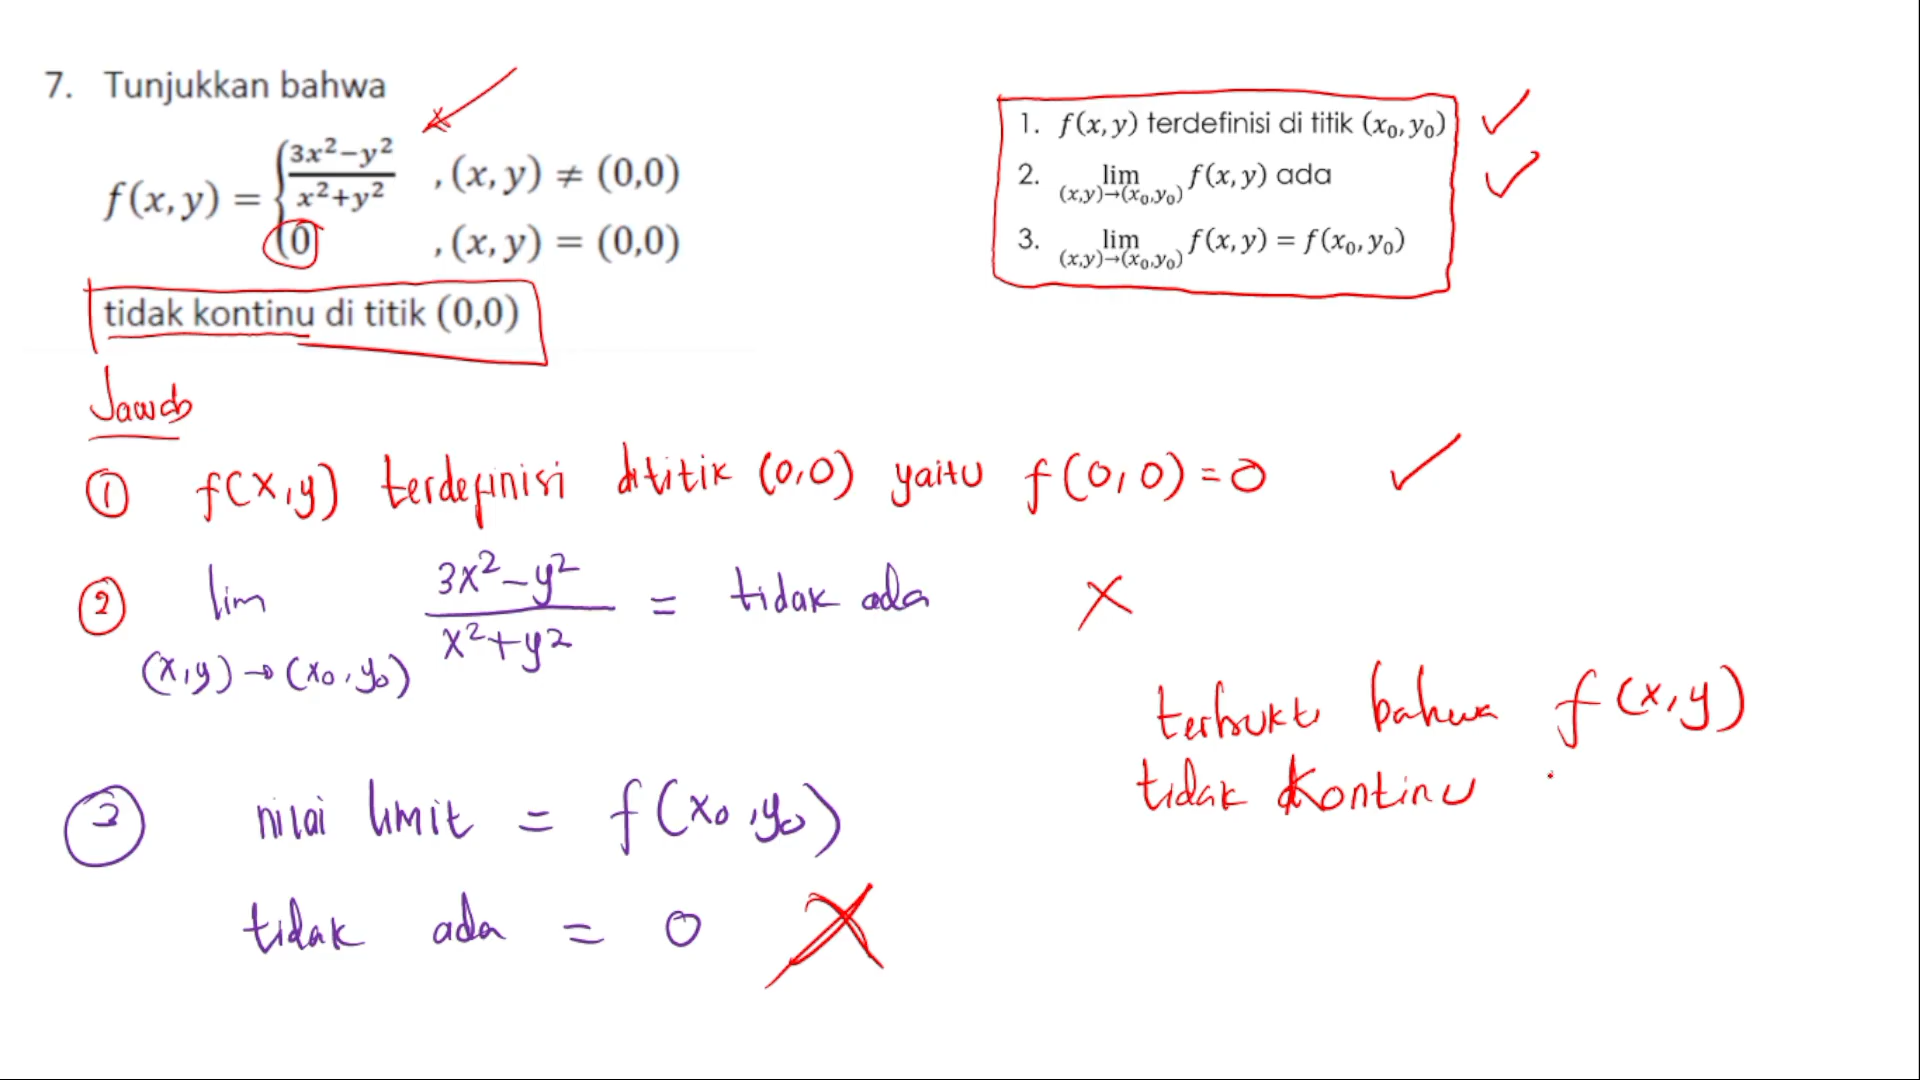 7. Tunjukkan bahwa
f(x, y) = { 3x²−y² / x²+y² , (x, y) ≠ (0,0)
0 , (x, y) = (0,0)
tidak kontinu di titik (0,0)
1. f(x, y) terdefinisi di titik (x₀, y₀)
2. lim (x,y)→(x₀,y₀) f(x, y) ada
3. lim (x,y)→(x₀,y₀) f(x, y) = f(x₀, y₀)
Jawab
① f(x,y) terdefinisi dititik (0,0) yaitu f(0,0) = 0 ✓
② lim (x,y)→(x₀,y₀) 3x²−y² / x²+y² = tidak ada ✗
terbukti bahwa f(x,y)
tidak kontinu .
③ nilai limit = f(x₀,y₀)
tidak ada = 0 ✗